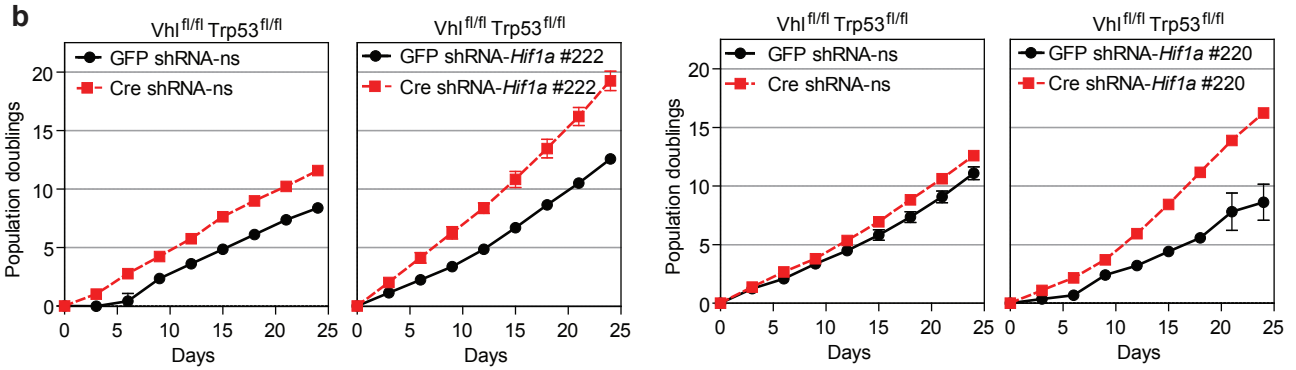 b
Vhl^fl/fl Trp53^fl/fl
GFP shRNA-ns
Cre shRNA-ns
Population doublings
20
15
10
5
0
0 5 10 15 20 25
Days
Vhl^fl/fl Trp53^fl/fl
GFP shRNA-Hif1a #222
Cre shRNA-Hif1a #222
0 5 10 15 20 25
Days
Vhl^fl/fl Trp53^fl/fl
GFP shRNA-ns
Cre shRNA-ns
Population doublings
20
15
10
5
0
0 5 10 15 20 25
Days
Vhl^fl/fl Trp53^fl/fl
GFP shRNA-Hif1a #220
Cre shRNA-Hif1a #220
0 5 10 15 20 25
Days